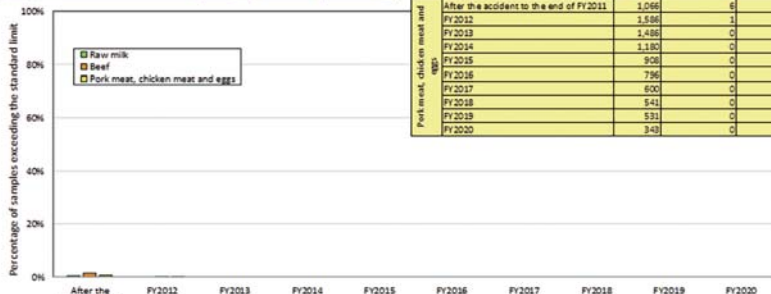 After the accident to the end of FY2011 1,066 6
FY2012 1,586 1
FY2013 1,486 0
FY2014 1,180 0
FY2015 908 0
FY2016 796 0
FY2017 600 0
FY2018 541 0
FY2019 531 0
FY2020 343 0
Pork meat, chicken meat and eggs
Percentage of samples exceeding the standard limit
100%
80%
60%
40%
20%
0%
Raw milk
Beef
Pork meat, chicken meat and eggs
After the FY2012 FY2013 FY2014 FY2015 FY2016 FY2017 FY2018 FY2019 FY2020